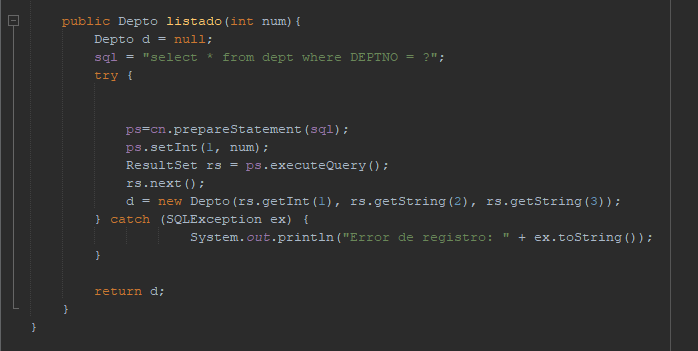 public Depto listado(int num){
Depto d = null;
sql = "select * from dept where DEPTNO = ?";
try {
ps=cn.prepareStatement(sql);
ps.setInt(1, num);
ResultSet rs = ps.executeQuery();
rs.next();
d = new Depto(rs.getInt(1), rs.getString(2), rs.getString(3));
} catch (SQLException ex) {
System.out.println("Error de registro: " + ex.toString());
}
return d;
}
}